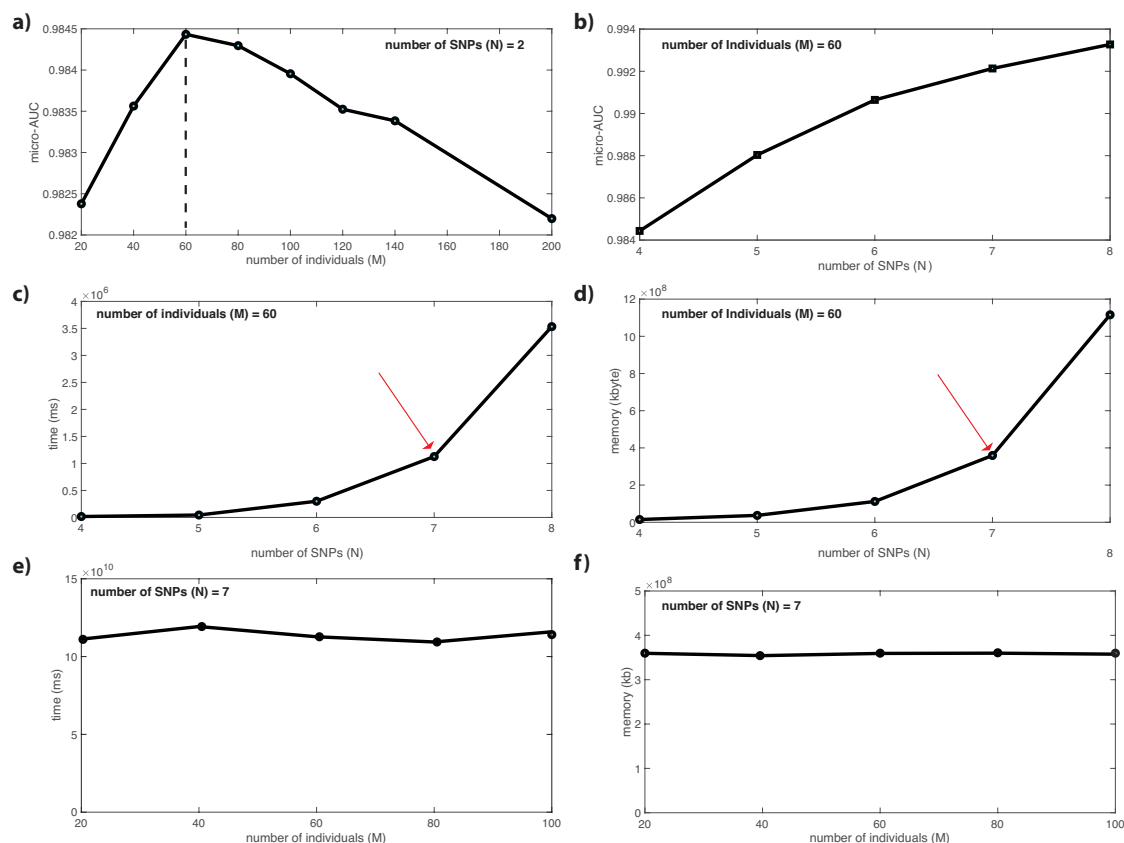 a)
number of SNPs (N) = 2
micro-AUC
0.9845
0.984
0.9835
0.983
0.9825
0.982
20 40 60 80 100 120 140 160 180 200
number of individuals (M)
b)
number of Individuals (M) = 60
micro-AUC
0.994
0.992
0.99
0.988
0.986
0.984
4 5 6 7 8
number of SNPs (N)
c)
×10^6
number of individuals (M) = 60
time (ms)
4
3.5
3
2.5
2
1.5
1
0.5
0
4 5 6 7 8
number of SNPs (N)
d)
×10^8
number of Individuals (M) = 60
memory (kbyte)
12
10
8
6
4
2
0
4 5 6 7 8
number of SNPs (N)
e)
×10^10
number of SNPs (N) = 7
time (ms)
15
10
5
0
20 40 60 80 100
number of individuals (M)
f)
×10^8
number of SNPs (N) = 7
memory (kb)
5
4
3
2
1
0
20 40 60 80 100
number of individuals (M)